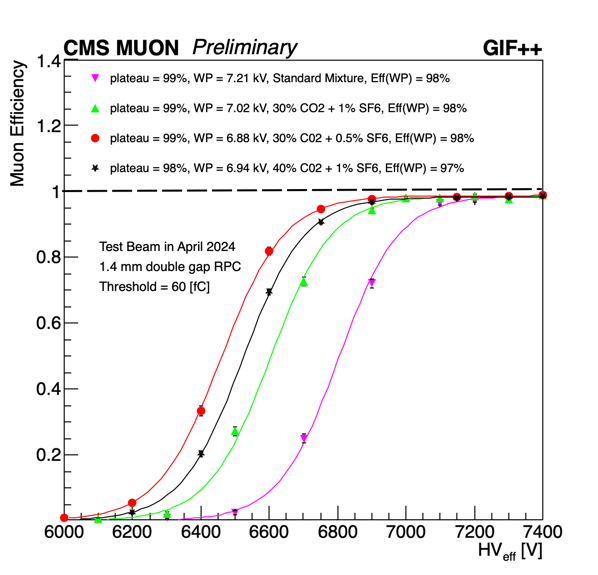 CMS MUON Preliminary GIF++
Muon Efficiency
1.4
1.2
1
0.8
0.6
0.4
0.2
plateau = 99%, WP = 7.21 kV, Standard Mixture, Eff(WP) = 98%
plateau = 99%, WP = 7.02 kV, 30% CO2 + 1% SF6, Eff(WP) = 98%
plateau = 99%, WP = 6.88 kV, 30% C02 + 0.5% SF6, Eff(WP) = 98%
plateau = 98%, WP = 6.94 kV, 40% C02 + 1% SF6, Eff(WP) = 97%
Test Beam in April 2024
1.4 mm double gap RPC
Threshold = 60 [fC]
6000 6200 6400 6600 6800 7000 7200 7400
HVeff [V]